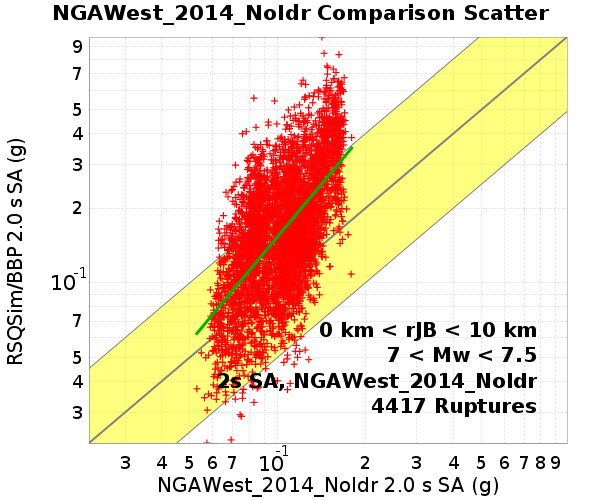 NGAWest_2014_NoIdr Comparison Scatter
RSQSim/BBP 2.0 s SA (g)
9
7
5
4
3
2
10-1
7
5
4
3
0 km < rJB < 10 km
7 < Mw < 7.5
2s SA, NGAWest_2014_NoIdr
4417 Ruptures
3 4 5 6 7 10-1 2 3 4 5 6 7 8 9
NGAWest_2014_NoIdr 2.0 s SA (g)